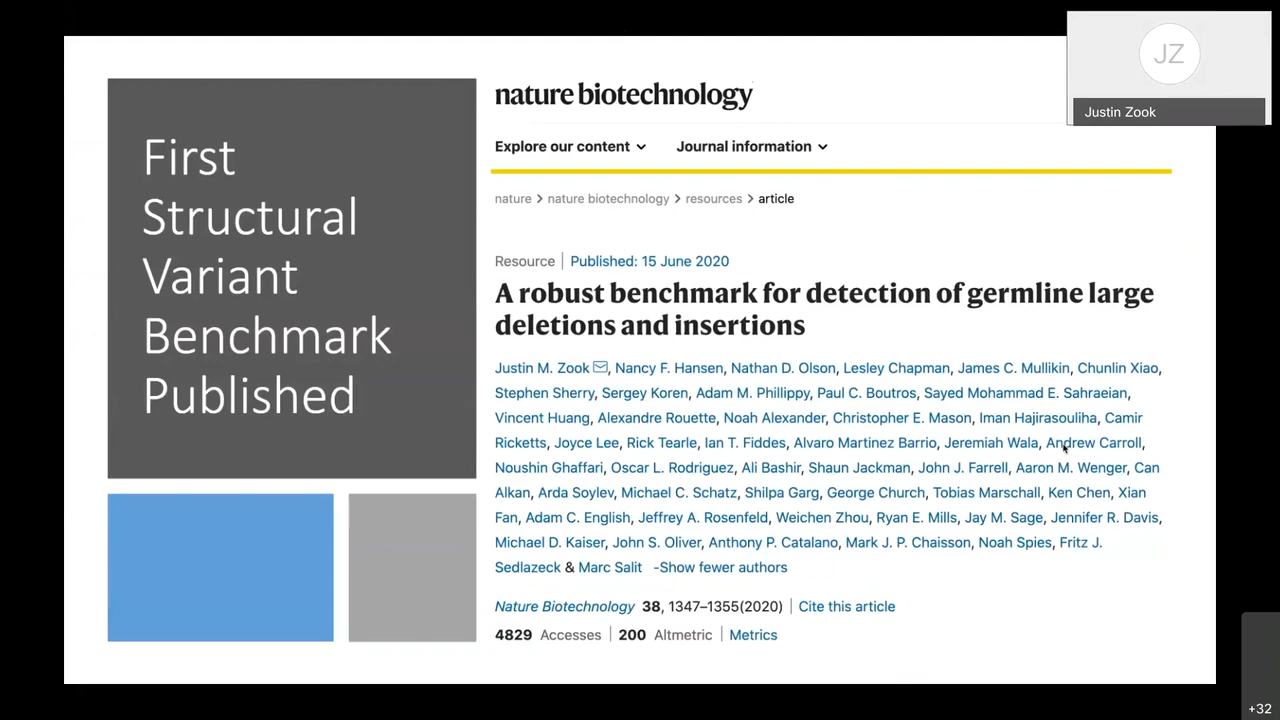 First
Structural
Variant
Benchmark
Published
nature biotechnology
Explore our content
Journal information
nature > nature biotechnology > resources > article
Resource | Published: 15 June 2020
A robust benchmark for detection of germline large
deletions and insertions
Justin M. Zook, Nancy F. Hansen, Nathan D. Olson, Lesley Chapman, James C. Mullikin, Chunlin Xiao,
Stephen Sherry, Sergey Koren, Adam M. Phillippy, Paul C. Boutros, Sayed Mohammad E. Sahraeian,
Vincent Huang, Alexandre Rouette, Noah Alexander, Christopher E. Mason, Iman Hajirasouliha, Camir
Ricketts, Joyce Lee, Rick Tearle, Ian T. Fiddes, Alvaro Martinez Barrio, Jeremiah Wala, Andrew Carroll,
Noushin Ghaffari, Oscar L. Rodriguez, Ali Bashir, Shaun Jackman, John J. Farrell, Aaron M. Wenger, Can
Alkan, Arda Soylev, Michael C. Schatz, Shilpa Garg, George Church, Tobias Marschall, Ken Chen, Xian
Fan, Adam C. English, Jeffrey A. Rosenfeld, Weichen Zhou, Ryan E. Mills, Jay M. Sage, Jennifer R. Davis,
Michael D. Kaiser, John S. Oliver, Anthony P. Catalano, Mark J. P. Chaisson, Noah Spies, Fritz J.
Sedlazeck & Marc Salit -Show fewer authors
Nature Biotechnology 38, 1347–1355(2020) | Cite this article
4829 Accesses | 200 Altmetric | Metrics
JZ
Justin Zook
+32